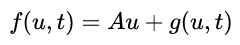 f(u, t) = Au + g(u, t)